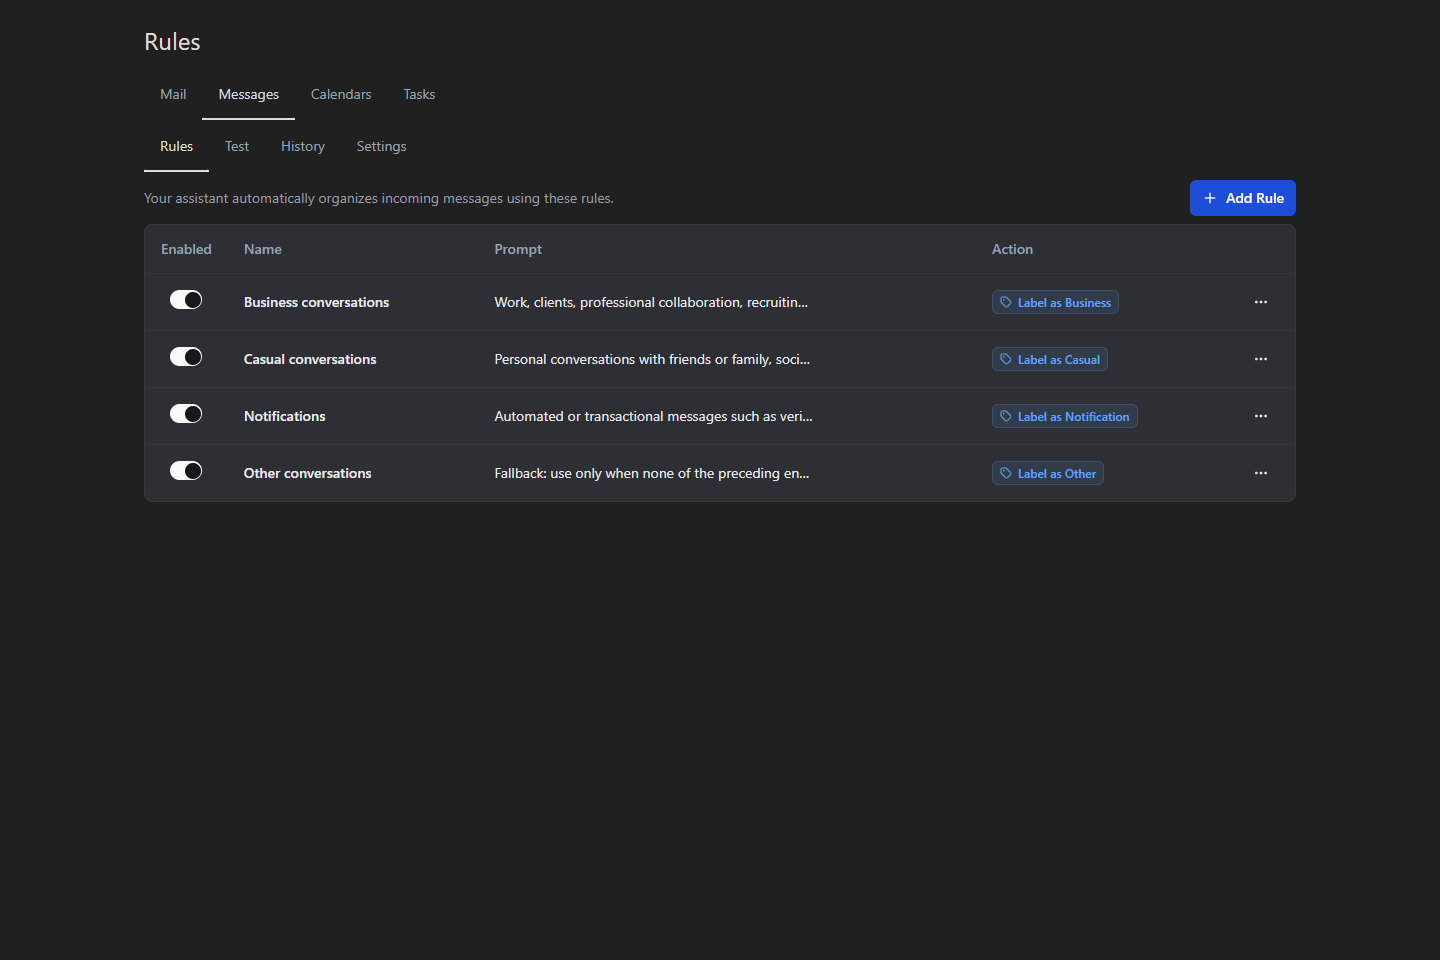 Rules
Mail Messages Calendars Tasks
Rules Test History Settings
Your assistant automatically organizes incoming messages using these rules.
Add Rule
Enabled Name Prompt Action
Business conversations Work, clients, professional collaboration, recruitin... Label as Business
Casual conversations Personal conversations with friends or family, soci... Label as Casual
Notifications Automated or transactional messages such as veri... Label as Notification
Other conversations Fallback: use only when none of the preceding en... Label as Other